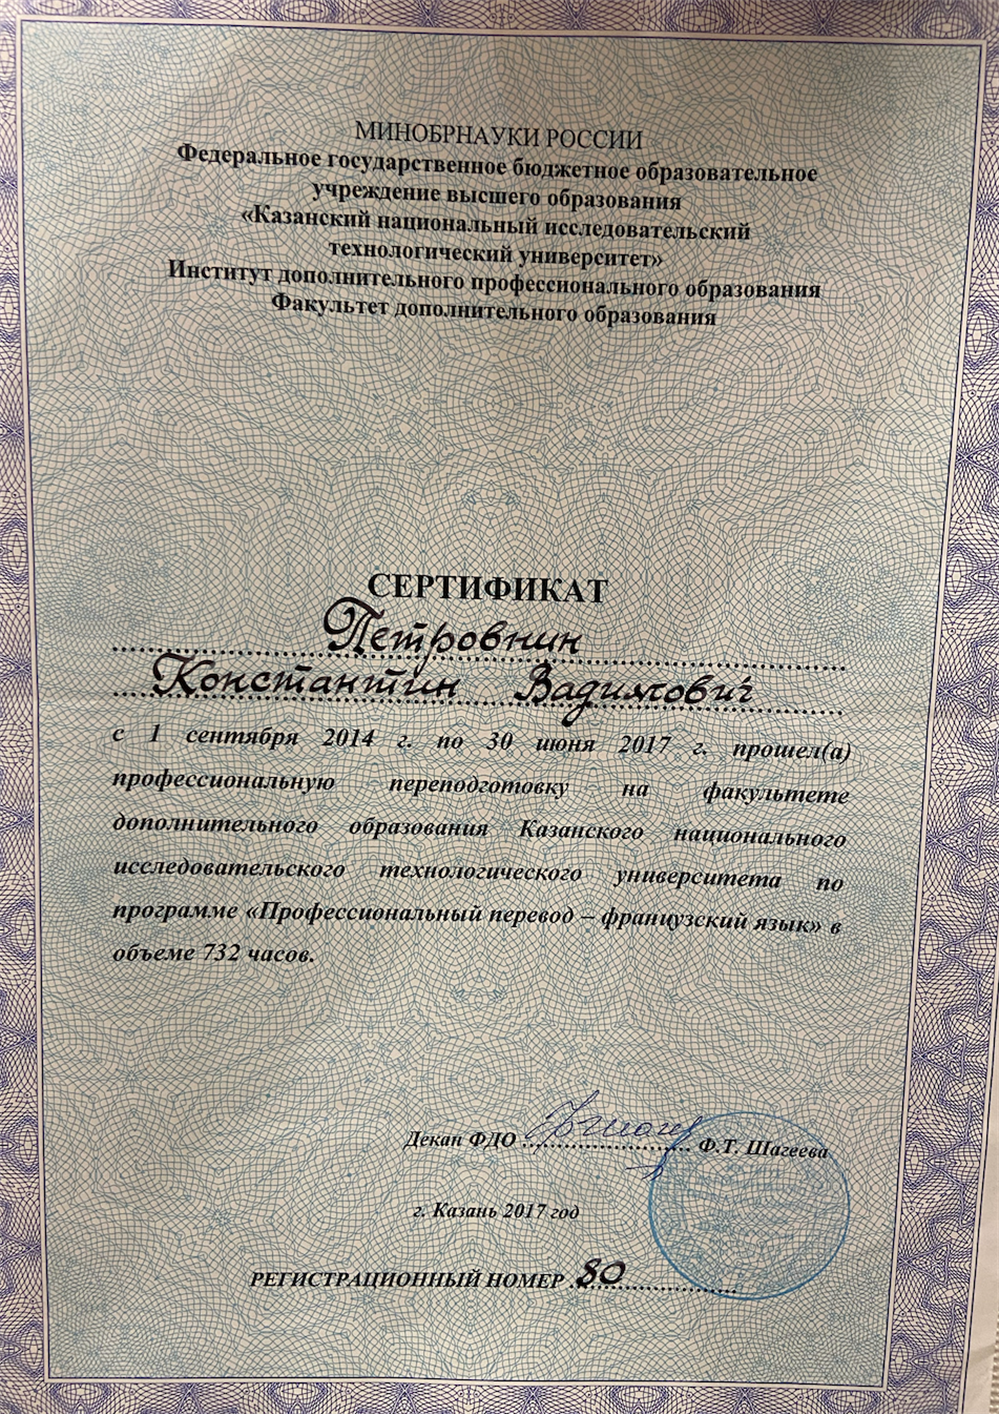 МИНОБРНАУКИ РОССИИ
Федеральное государственное бюджетное образовательное
учреждение высшего образования
«Казанский национальный исследовательский
технологический университет»
Институт дополнительного профессионального образования
Факультет дополнительного образования
СЕРТИФИКАТ
Петровнин
Константин Вадимович
с 1 сентября 2014 г. по 30 июня 2017 г. прошел(а)
профессиональную переподготовку на факультете
дополнительного образования Казанского национального
исследовательского технологического университета по
программе «Профессиональный перевод – французский язык» в
объеме 732 часов.
Декан ФДО Ф.Т. Шагеева
г. Казань 2017 год
РЕГИСТРАЦИОННЫЙ НОМЕР 80